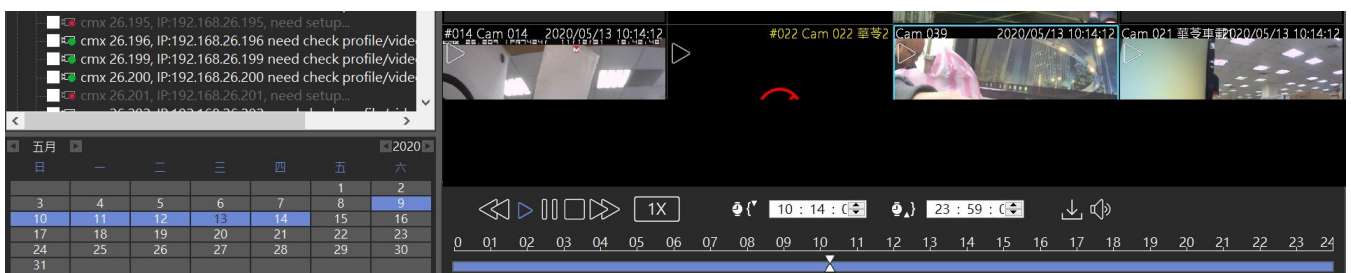 cmx 26.195, IP:192.168.26.195, need setup...
cmx 26.196, IP:192.168.26.196 need check profile/vide
cmx 26.199, IP:192.168.26.199 need check profile/vide
cmx 26.200, IP:192.168.26.200 need check profile/vide
cmx 26.201, IP:192.168.26.201, need setup...
#014 Cam 014 2020/05/13 10:14:12
#022 Cam 022 華苓2
Cam 039 2020/05/13 10:14:12
Cam 021 華苓車載2020/05/13 10:14:12
五月 2020
日 一 二 三 四 五 六
1 2
3 4 5 6 7 8 9
10 11 12 13 14 15 16
17 18 19 20 21 22 23
24 25 26 27 28 29 30
31
1X 10 : 14 : 23 : 59 :
0 01 02 03 04 05 06 07 08 09 10 11 12 13 14 15 16 17 18 19 20 21 22 23 24